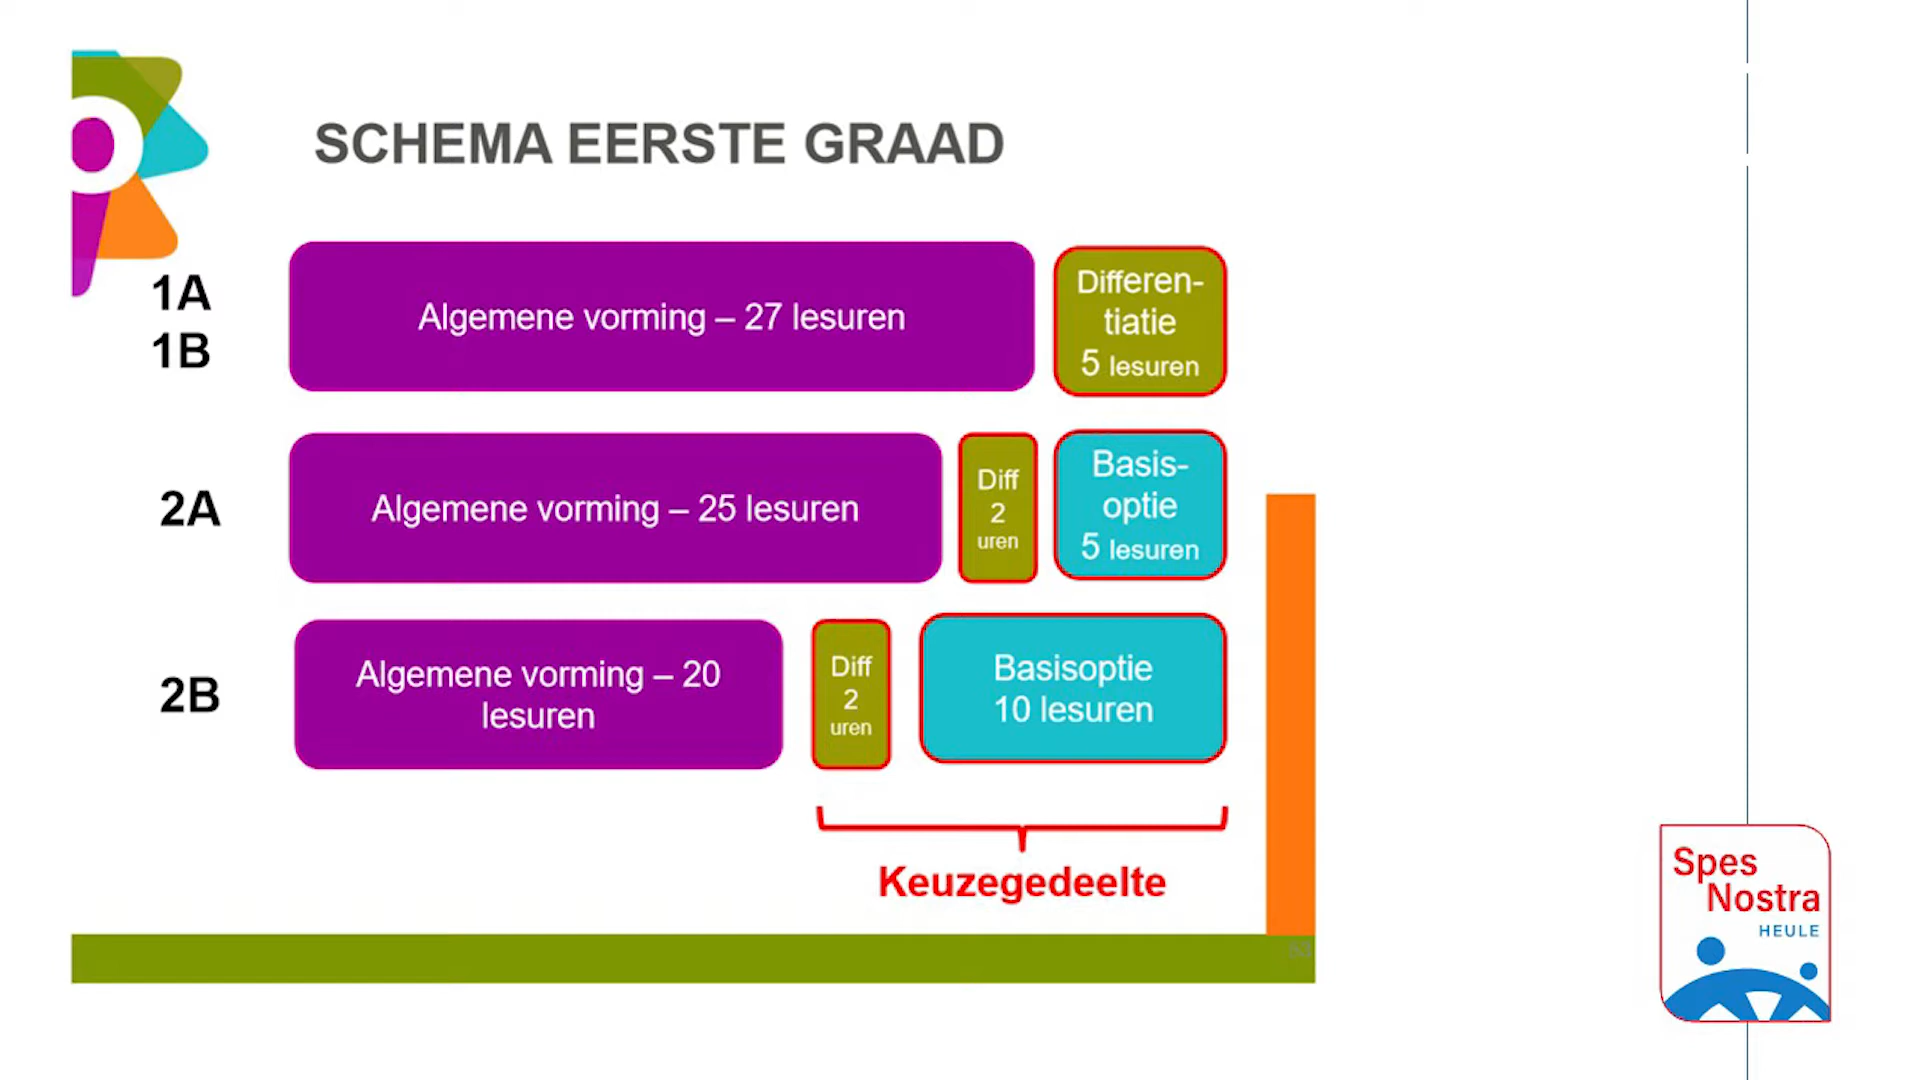 SCHEMA EERSTE GRAAD
1A
1B
Algemene vorming – 27 lesuren
Differen-
tiatie
5 lesuren
2A
Algemene vorming – 25 lesuren
Diff
2
uren
Basis-
optie
5 lesuren
2B
Algemene vorming – 20
lesuren
Diff
2
uren
Basisoptie
10 lesuren
Keuzegedeelte
53
Spes
Nostra
HEULE